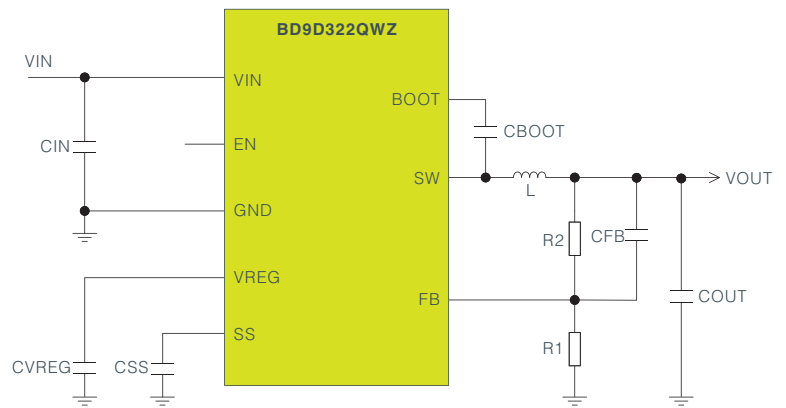 BD9D322QWZ
VIN
VIN
BOOT
CBOOT
CIN
EN
SW
L
VOUT
GND
R2
CFB
VREG
FB
COUT
SS
R1
CVREG
CSS